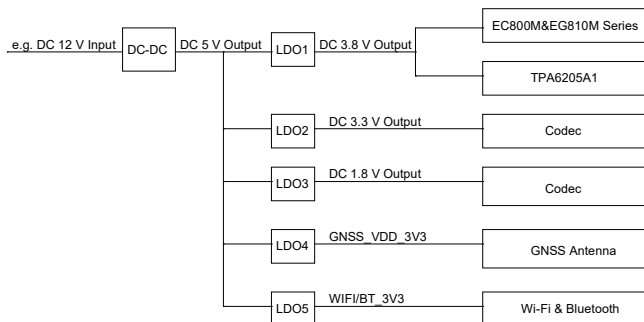 EC800M&EG810M Series
e.g. DC 12 V Input
DC-DC
DC 5 V Output
LDO1
DC 3.8 V Output
TPA6205A1
LDO2
DC 3.3 V Output
Codec
LDO3
DC 1.8 V Output
Codec
LDO4
GNSS_VDD_3V3
GNSS Antenna
LDO5
WIFI/BT_3V3
Wi-Fi & Bluetooth